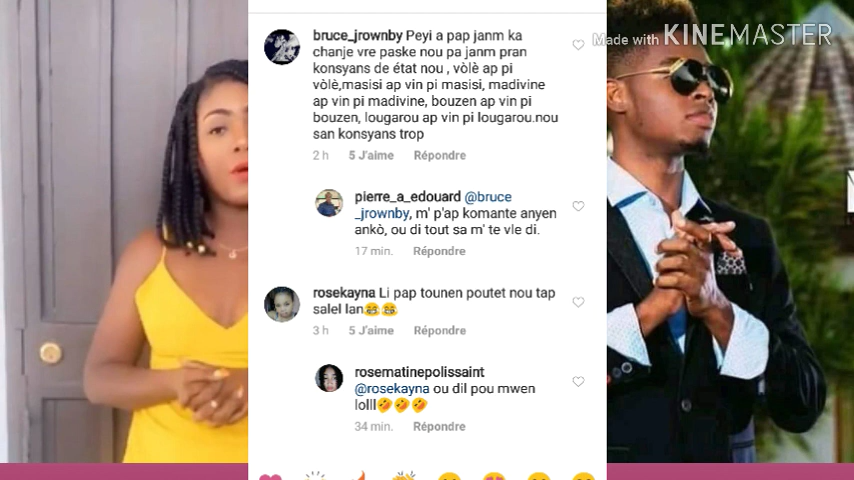 Made with KINEMASTER
bruce_jrownby Peyi a pap janm ka
chanje vre paske nou pa janm pran
konsyans de état nou , vòlè ap pi
vòlè,masisi ap vin pi masisi, madivine
ap vin pi madivine, bouzen ap vin pi
bouzen, lougarou ap vin pi lougarou.nou
san konsyans trop
2 h 5 J'aime Répondre
pierre_a_edouard @bruce
_jrownby, m' p'ap komante anyen
ankò, ou di tout sa m' te vle di.
17 min. Répondre
rosekayna Li pap tounen poutet nou tap
salel lan😂😂
3 h 5 J'aime Répondre
rosematinepolissaint
@rosekayna ou dil pou mwen
lolll🤣🤣🤣
34 min. Répondre